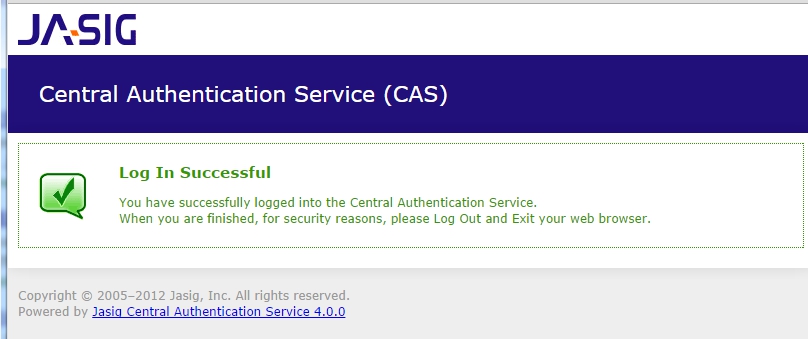 JA-SIG
Central Authentication Service (CAS)
Log In Successful
You have successfully logged into the Central Authentication Service.
When you are finished, for security reasons, please Log Out and Exit your web browser.
Copyright © 2005–2012 Jasig, Inc. All rights reserved.
Powered by Jasig Central Authentication Service 4.0.0